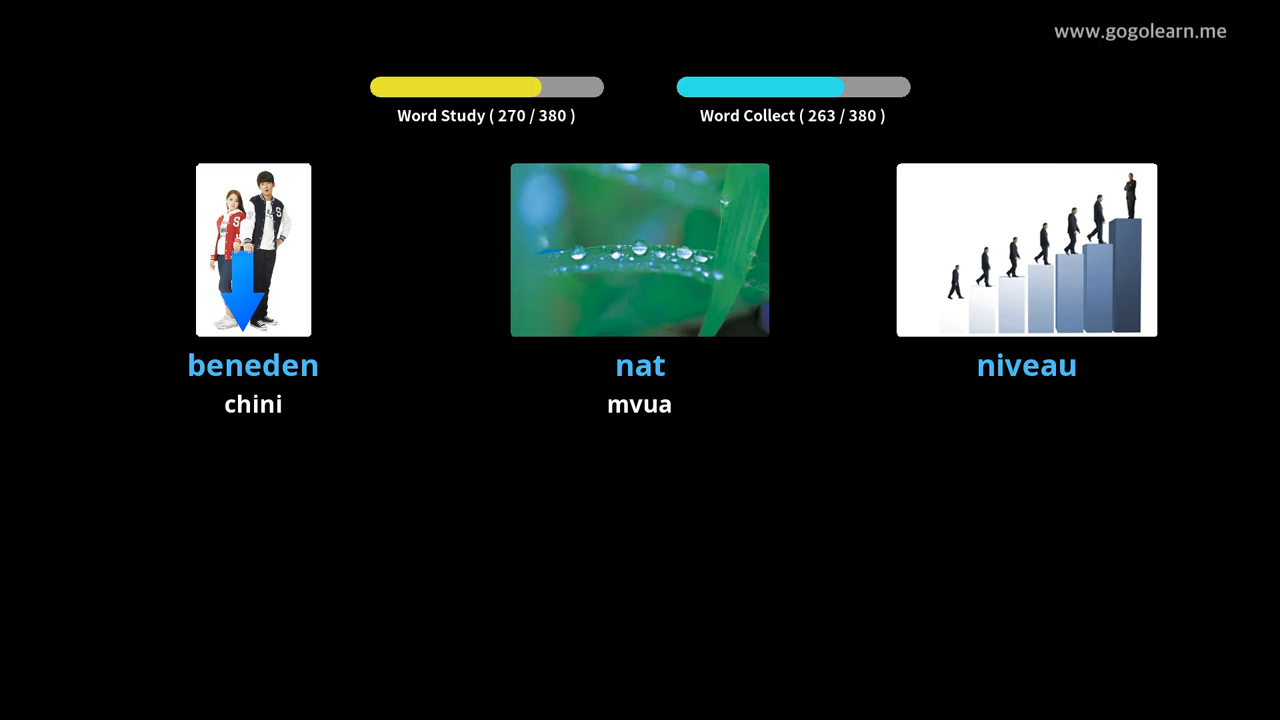 www.gogolearn.me
Word Study ( 270 / 380 )
Word Collect ( 263 / 380 )
beneden
nat
niveau
chini
mvua